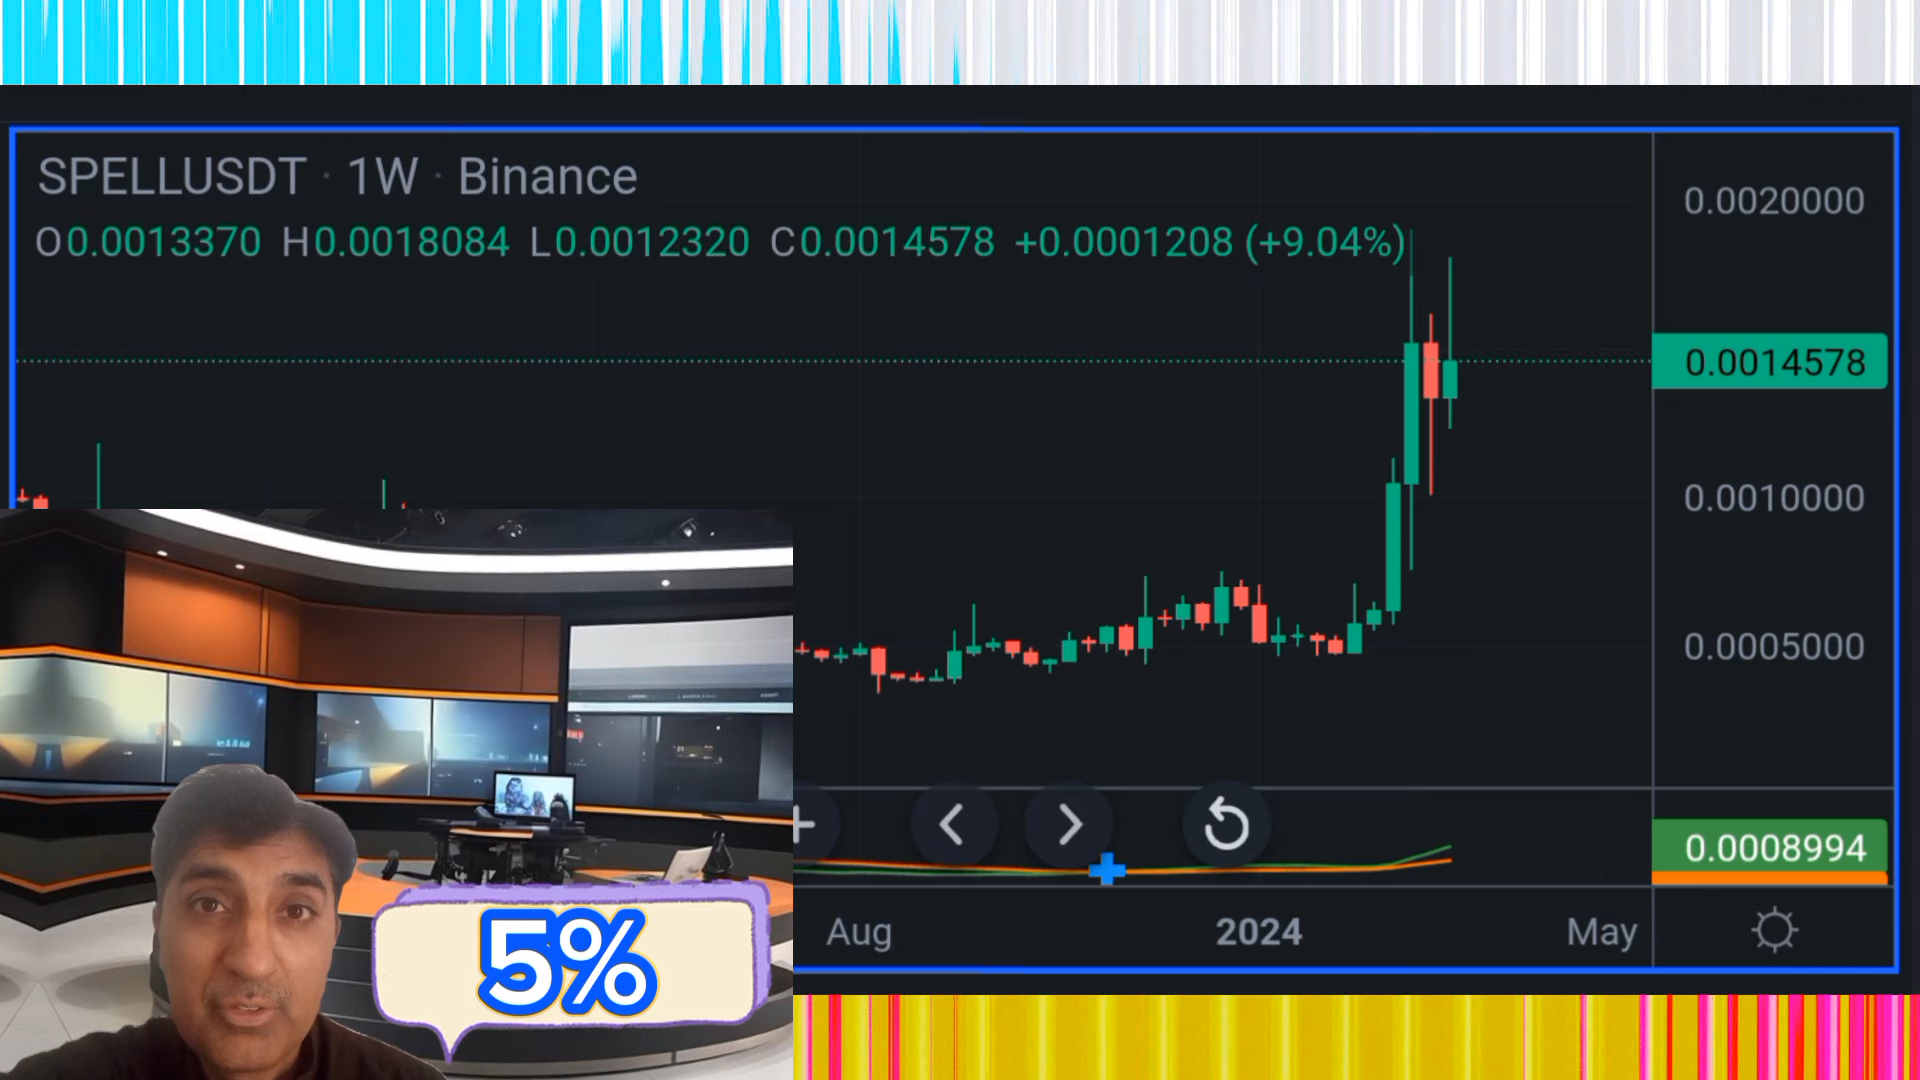 SPELLUSDT · 1W · Binance
O0.0013370 H0.0018084 L0.0012320 C0.0014578 +0.0001208 (+9.04%)
0.0020000
0.0014578
0.0010000
0.0005000
0.0008994
Aug 2024 May
5%